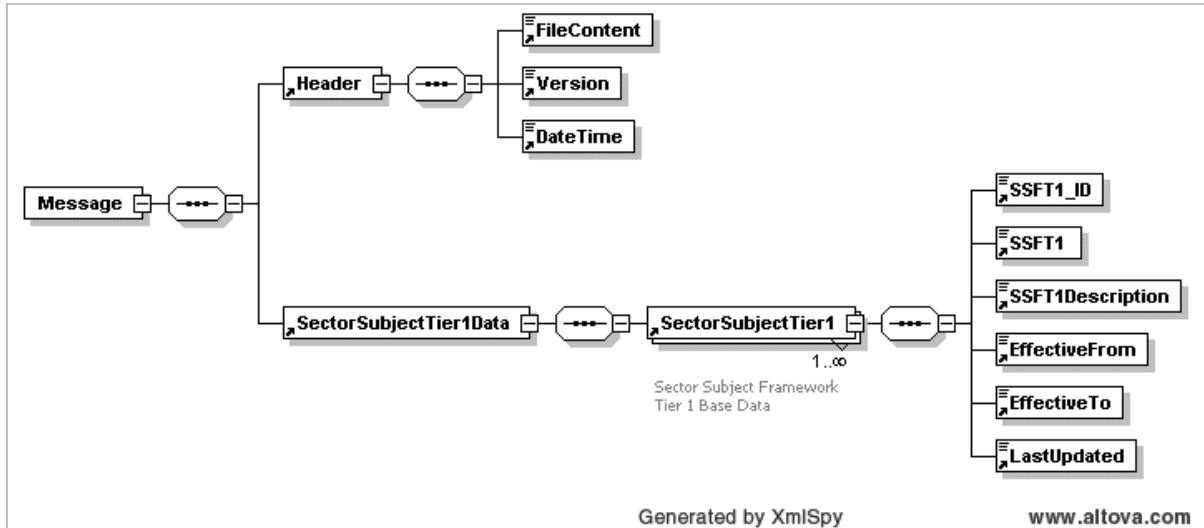 FileContent
Header
Version
DateTime
Message
SSFT1_ID
SSFT1
SectorSubjectTier1Data
SectorSubjectTier1
SSFT1Description
1..∞
EffectiveFrom
Sector Subject Framework
Tier 1 Base Data
EffectiveTo
LastUpdated
Generated by XmlSpy
www.altova.com